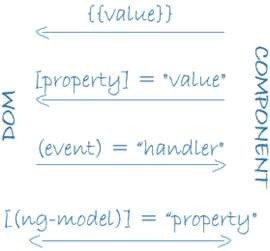 {{value}}
[property] = "value"
(event) = "handler"
[(ng-model)] = "property"
DOM
COMPONENT